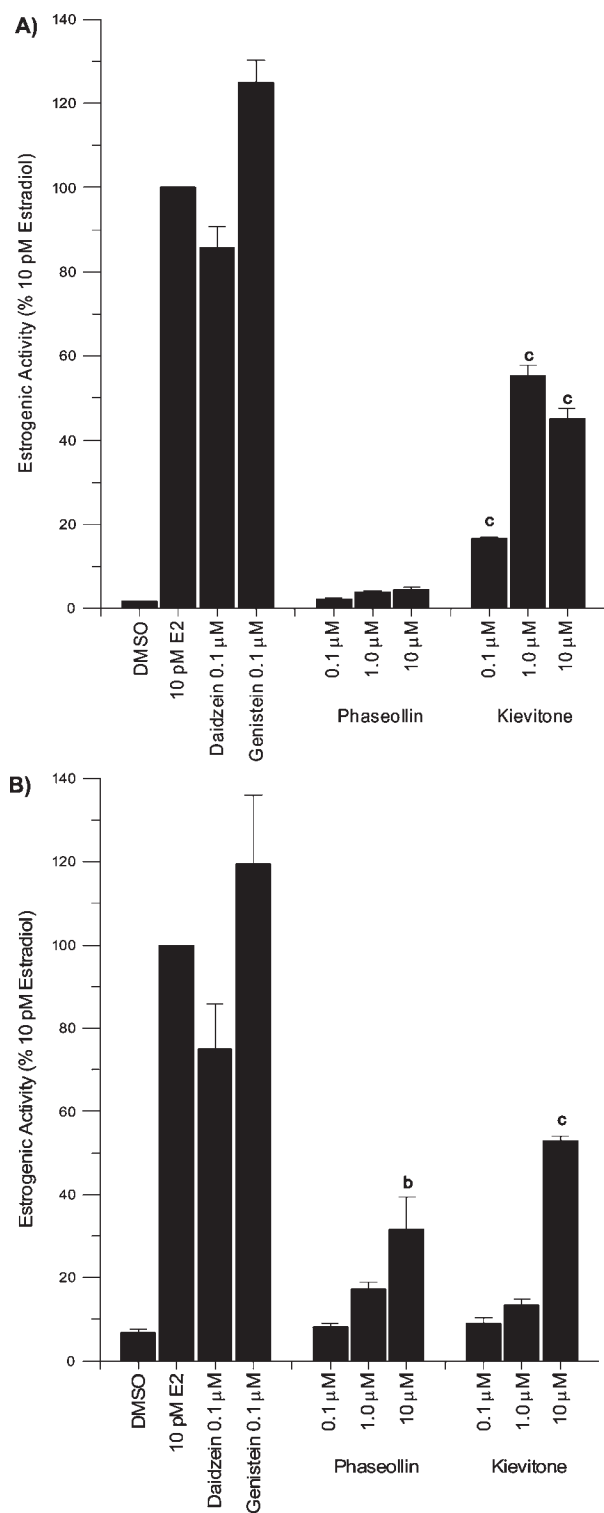 A)
Estrogenic Activity (% 10 pM Estradiol)
140
120
100
80
60
40
20
0
c
c
c
DMSO
10 pM E2
Daidzein 0.1 µM
Genistein 0.1 µM
0.1 µM
1.0 µM
10 µM
0.1 µM
1.0 µM
10 µM
Phaseollin
Kievitone
B)
Estrogenic Activity (% 10 pM Estradiol)
140
120
100
80
60
40
20
0
b
c
DMSO
10 pM E2
Daidzein 0.1 µM
Genistein 0.1 µM
0.1 µM
1.0 µM
10 µM
0.1 µM
1.0 µM
10 µM
Phaseollin
Kievitone